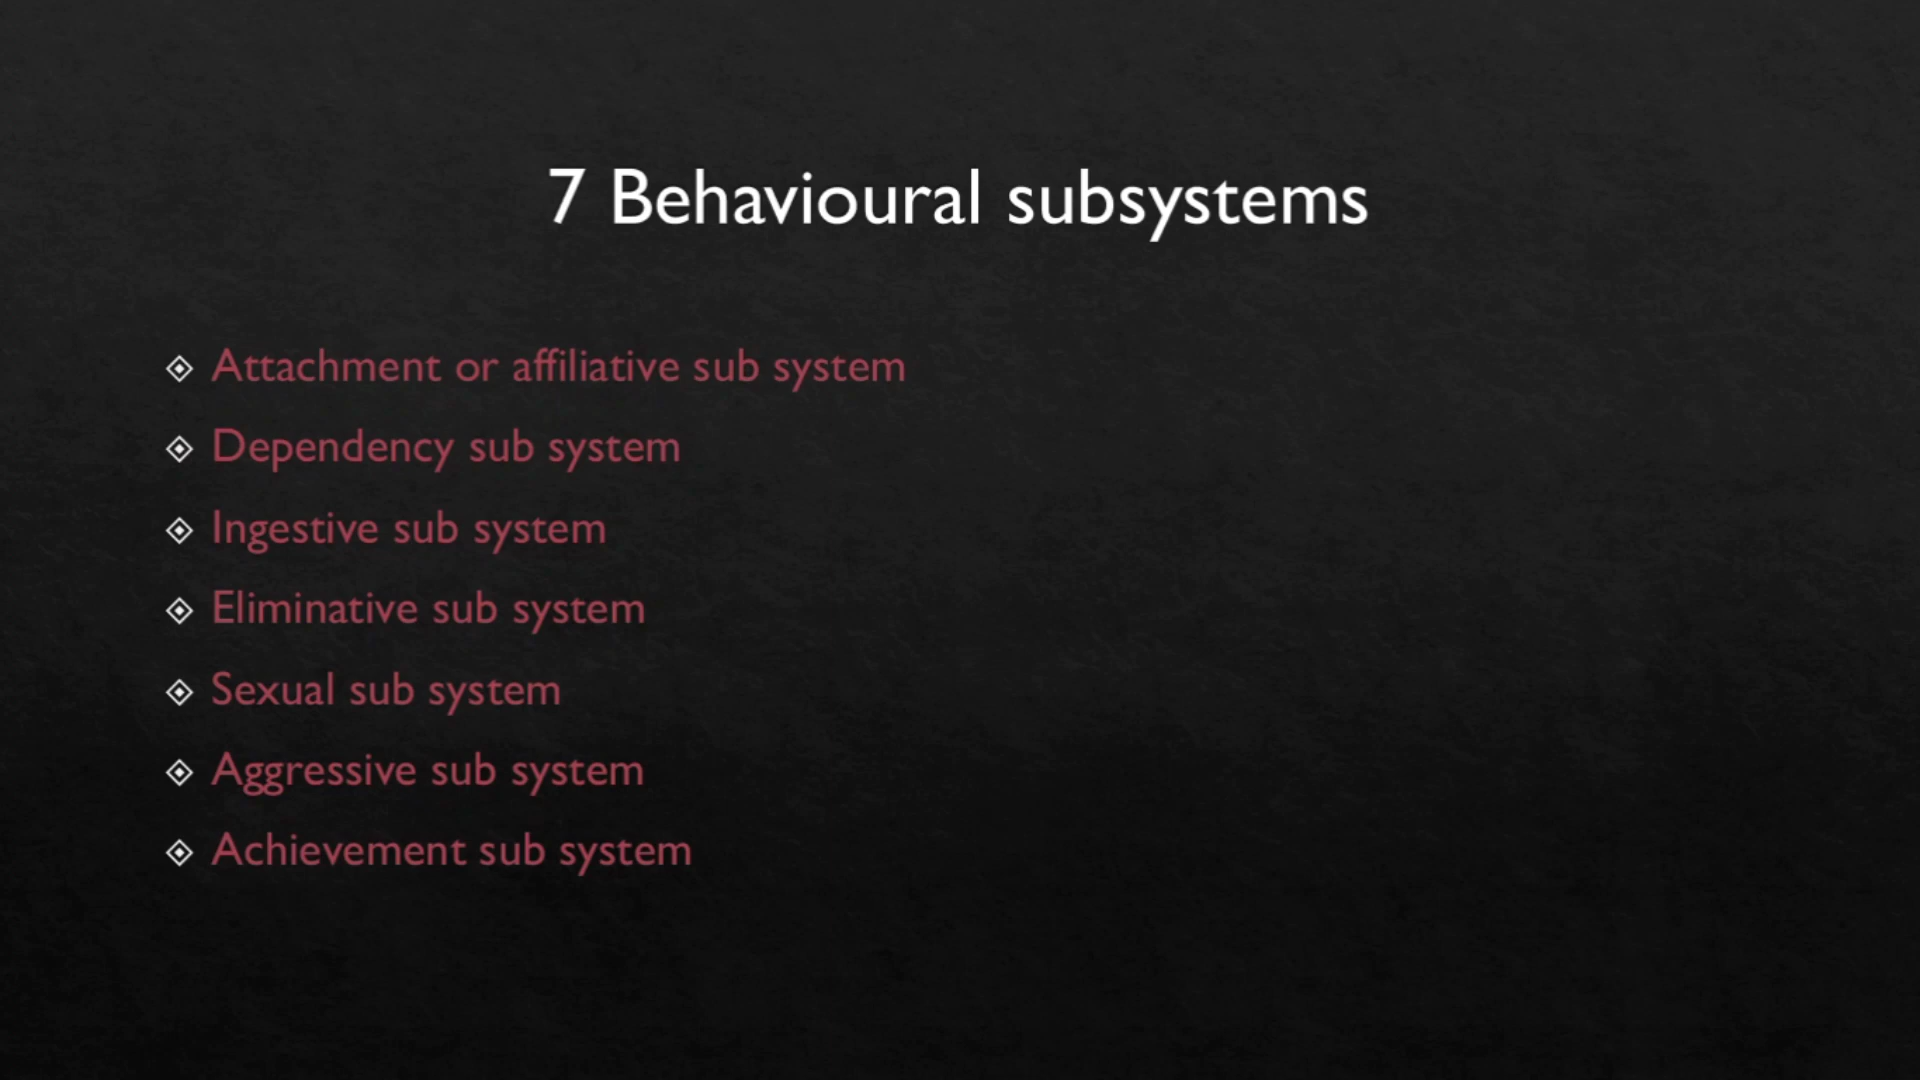 7 Behavioural subsystems
Attachment or affiliative sub system
Dependency sub system
Ingestive sub system
Eliminative sub system
Sexual sub system
Aggressive sub system
Achievement sub system